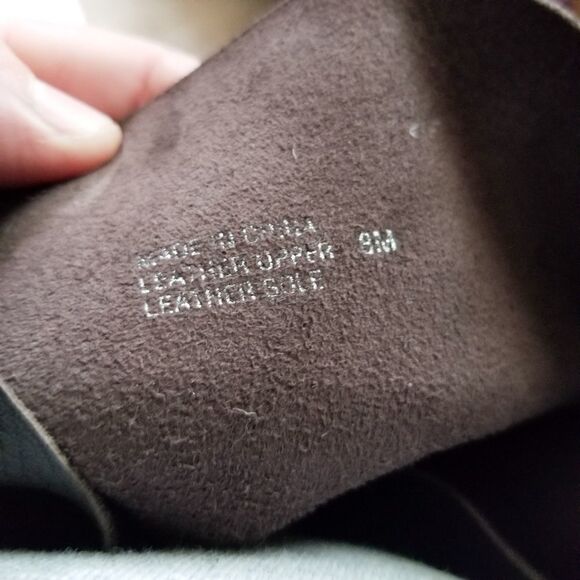 MADE IN CHINA
LEATHER UPPER 9M
LEATHER SOLE